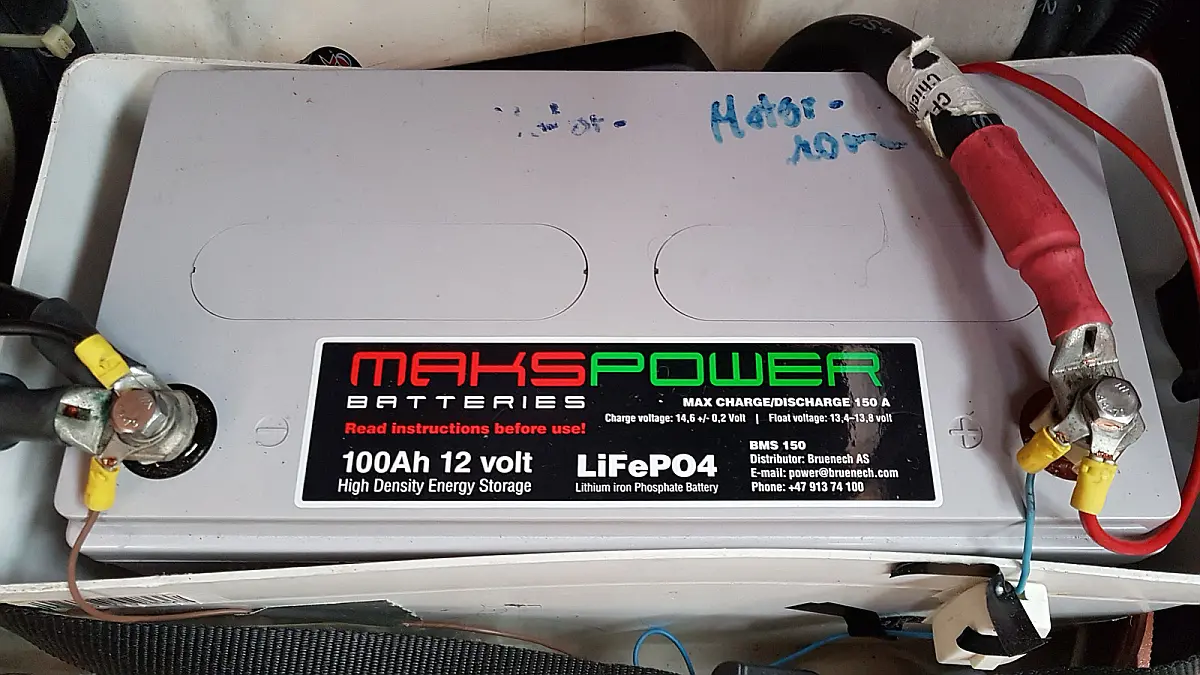 Motor-
rom
MAKSPOWER
BATTERIES
MAX CHARGE/DISCHARGE 150 A
Charge voltage: 14,6 +/- 0,2 Volt | Float voltage: 13,4–13,8 volt
Read instructions before use!
100Ah 12 volt
High Density Energy Storage
LiFePO4
Lithium iron Phosphate Battery
BMS 150
Distributor: Bruenech AS
E-mail: power@bruenech.com
Phone: +47 913 74 100